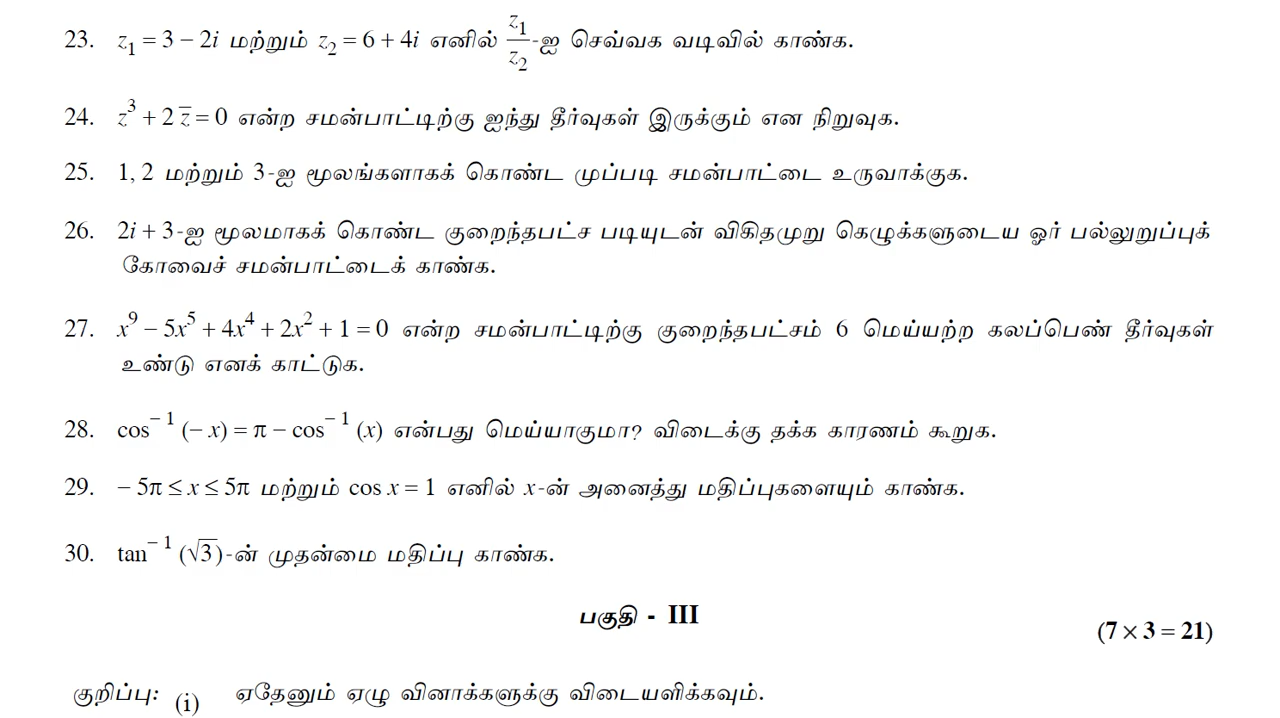 23. z₁ = 3 − 2i மற்றும் z₂ = 6 + 4i எனில் z₁/z₂-ஐ செவ்வக வடிவில் காண்க.
24. z³ + 2z̅ = 0 என்ற சமன்பாட்டிற்கு ஐந்து தீர்வுகள் இருக்கும் என நிறுவுக.
25. 1, 2 மற்றும் 3-ஐ மூலங்களாகக் கொண்ட முப்படி சமன்பாட்டை உருவாக்குக.
26. 2i + 3-ஐ மூலமாகக் கொண்ட குறைந்தபட்ச படியுடன் விகிதமுறு கெழுக்களுடைய ஓர் பல்லுறுப்புக்
கோவைச் சமன்பாட்டைக் காண்க.
27. x⁹ − 5x⁵ + 4x⁴ + 2x² + 1 = 0 என்ற சமன்பாட்டிற்கு குறைந்தபட்சம் 6 மெய்யற்ற கலப்பெண் தீர்வுகள்
உண்டு எனக் காட்டுக.
28. cos⁻¹ (− x) = π − cos⁻¹ (x) என்பது மெய்யாகுமா? விடைக்கு தக்க காரணம் கூறுக.
29. − 5π ≤ x ≤ 5π மற்றும் cos x = 1 எனில் x-ன் அனைத்து மதிப்புகளையும் காண்க.
30. tan⁻¹ (√3)-ன் முதன்மை மதிப்பு காண்க.
பகுதி - III
(7 × 3 = 21)
குறிப்பு: (i) ஏதேனும் ஏழு வினாக்களுக்கு விடையளிக்கவும்.